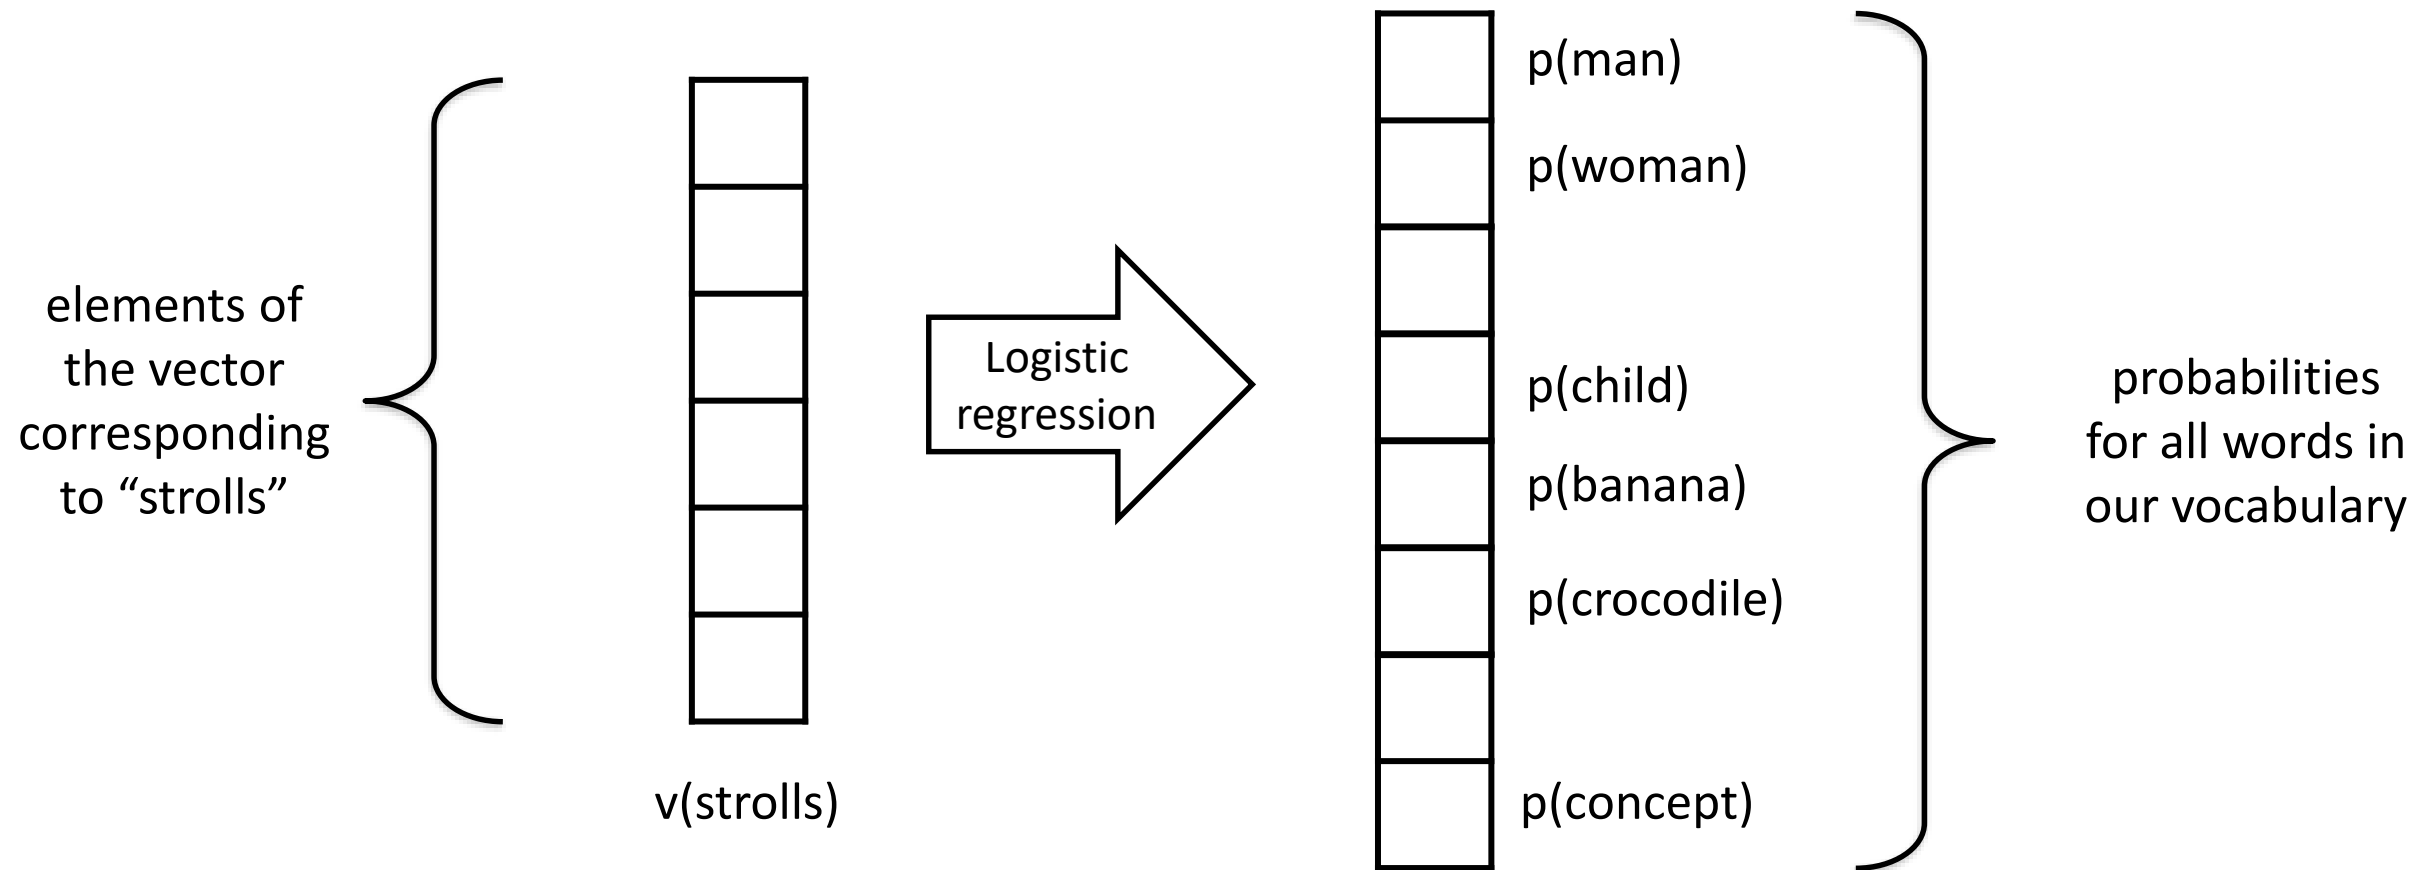 elements of
the vector
corresponding
to “strolls”
v(strolls)
Logistic
regression
p(man)
p(woman)
p(child)
p(banana)
p(crocodile)
p(concept)
probabilities
for all words in
our vocabulary